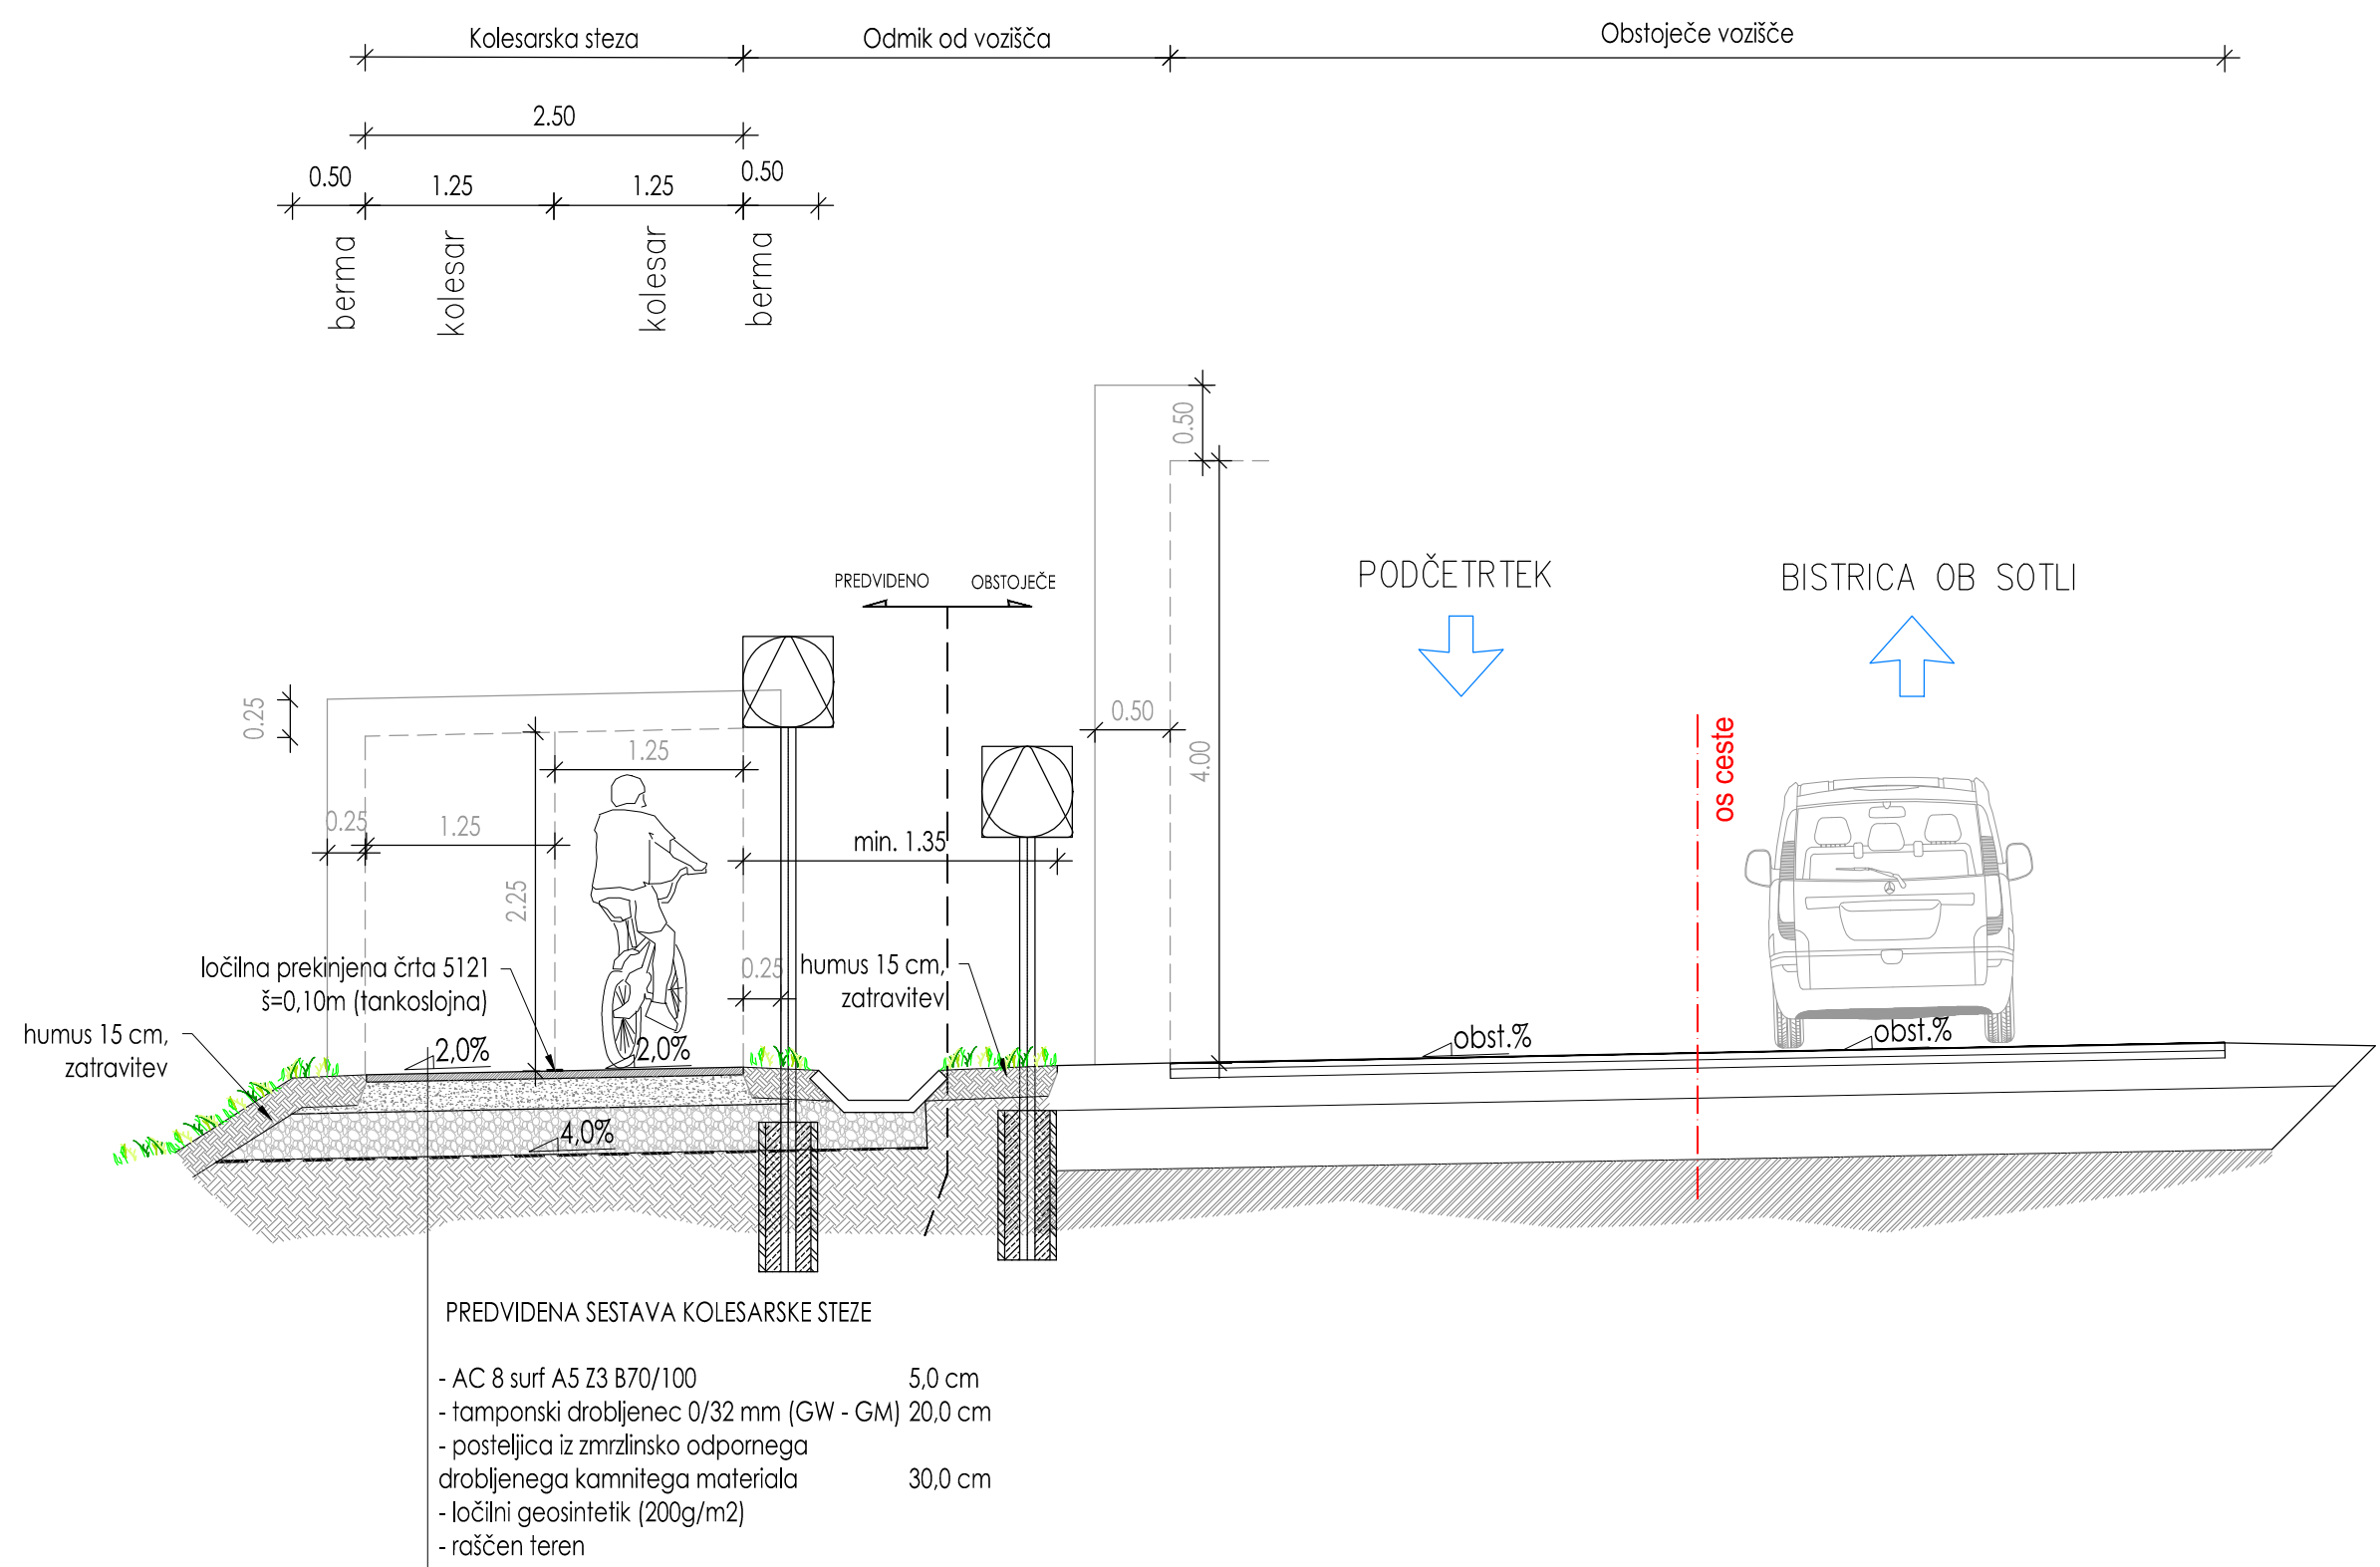 Kolesarska steza
Odmik od vozišča
Obstoječe vozišče
2.50
0.50
1.25
1.25
0.50
berma
kolesar
kolesar
berma
0.50
PODČETRTEK
BISTRICA OB SOTLI
PREDVIDENO
OBSTOJEČE
0.25
0.50
os ceste
1.25
4.00
0.25
1.25
min. 1.35
2.25
ločilna prekinjena črta 5121
š=0,10m (tankoslojna)
0.25
humus 15 cm,
zatravitev
humus 15 cm,
zatravitev
2,0%
2,0%
obst.%
obst.%
4,0%
PREDVIDENA SESTAVA KOLESARSKE STEZE
- AC 8 surf A5 Z3 B70/100 5,0 cm
- tamponski drobljenec 0/32 mm (GW - GM) 20,0 cm
- posteljica iz zmrzlinsko odpornega
drobljenega kamnitega materiala 30,0 cm
- ločilni geosintetik (200g/m2)
- raščen teren